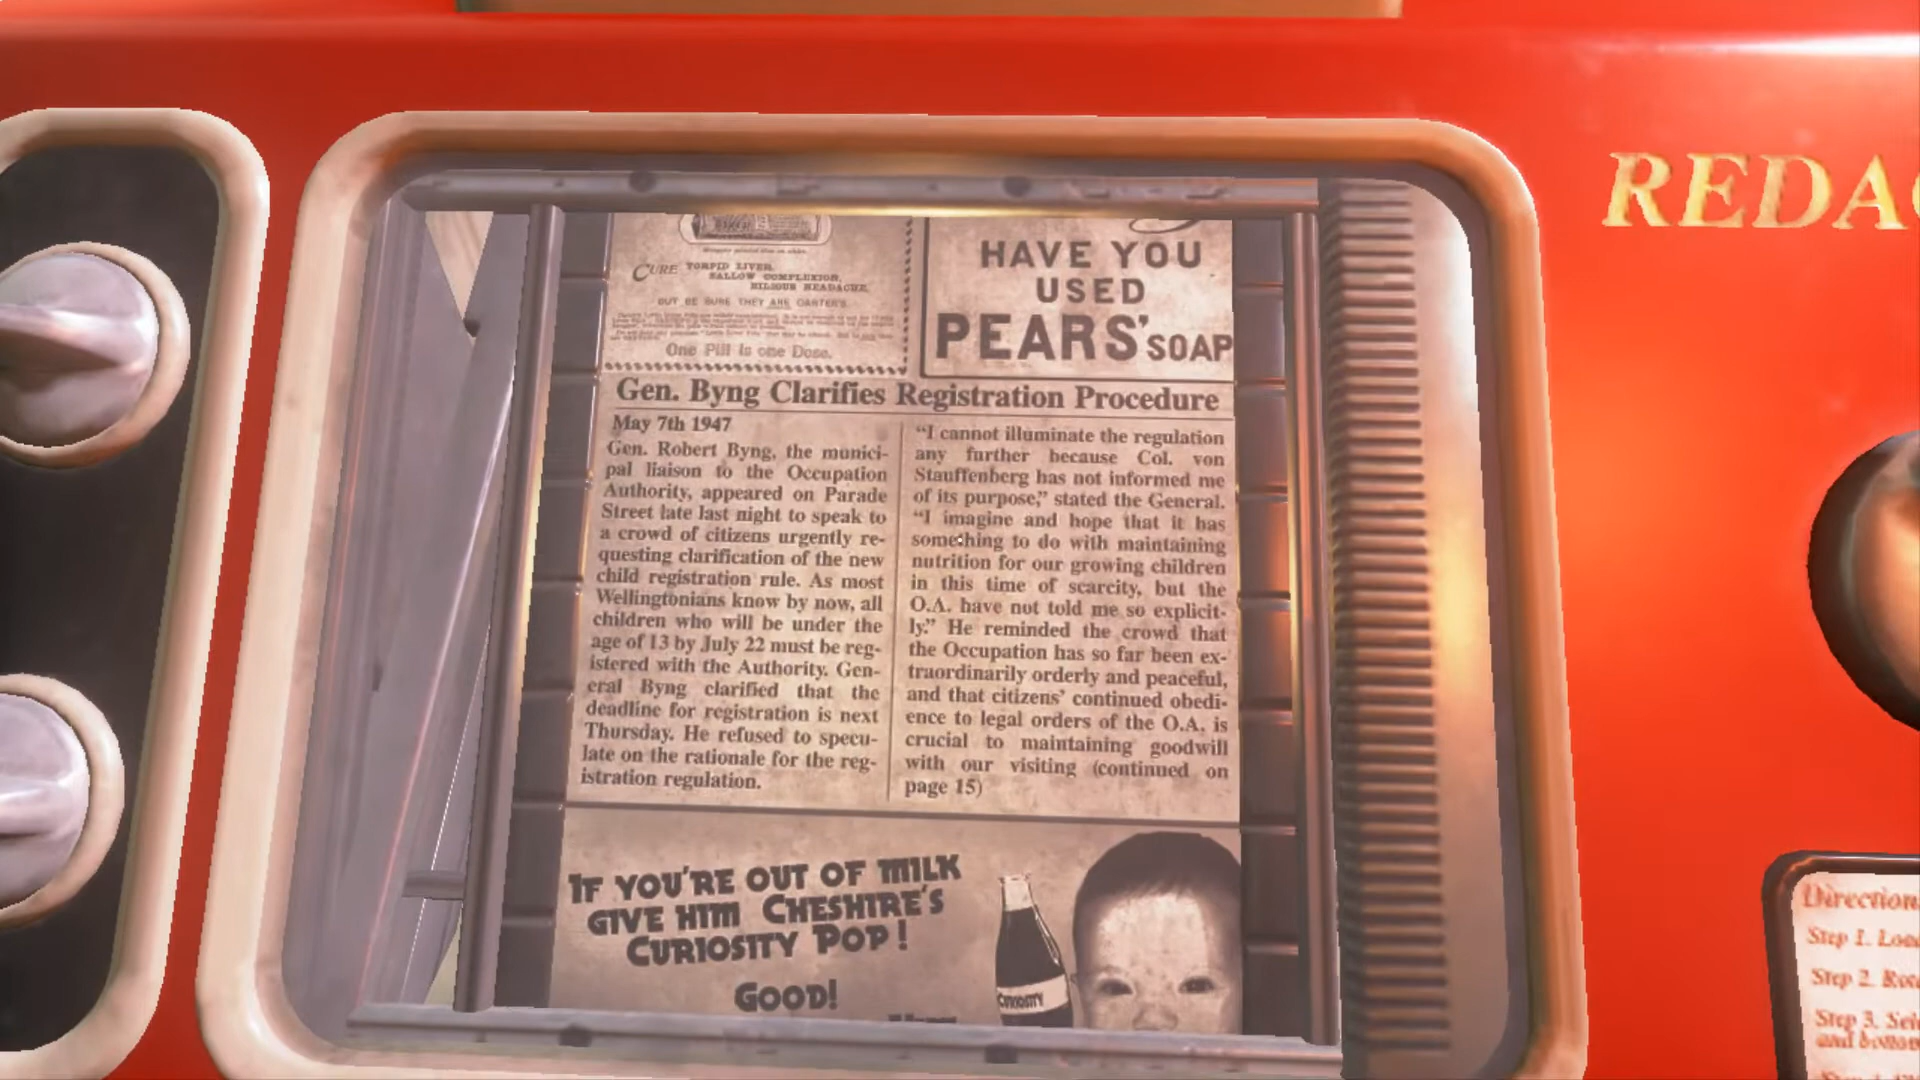 REDA
CURE TORPID LIVER,
SALLOW COMPLEXION,
BILIOUS HEADACHE,
BUT BE SURE THEY ARE CARTER'S.
One Pill is one Dose.
HAVE YOU
USED
PEARS' SOAP
Gen. Byng Clarifies Registration Procedure
May 7th 1947
Gen. Robert Byng, the munici-
pal liaison to the Occupation
Authority, appeared on Parade
Street late last night to speak to
a crowd of citizens urgently re-
questing clarification of the new
child registration rule. As most
Wellingtonians know by now, all
children who will be under the
age of 13 by July 22 must be reg-
istered with the Authority. Gen-
eral Byng clarified that the
deadline for registration is next
Thursday. He refused to specu-
late on the rationale for the reg-
istration regulation.
“I cannot illuminate the regulation
any further because Col. von
Stauffenberg has not informed me
of its purpose,” stated the General.
“I imagine and hope that it has
something to do with maintaining
nutrition for our growing children
in this time of scarcity, but the
O.A. have not told me so explicit-
ly.” He reminded the crowd that
the Occupation has so far been ex-
traordinarily orderly and peaceful,
and that citizens’ continued obedi-
ence to legal orders of the O.A. is
crucial to maintaining goodwill
with our visiting (continued on
page 15)
IF YOU'RE OUT OF MILK
GIVE HIM CHESHIRE'S
CURIOSITY POP!
GOOD!
CURIOSITY
Direction
Step 1. Loa
Step 2.
Step 3.
and bottom